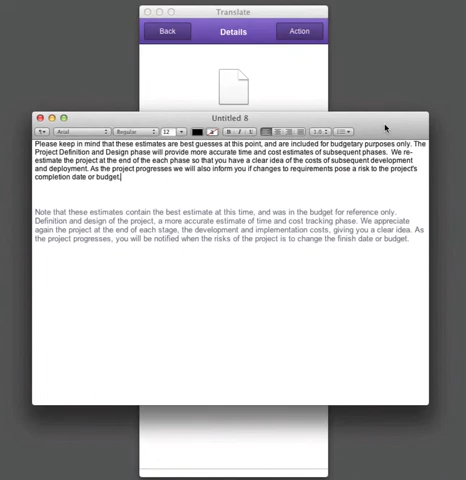 Translate
Back
Details
Action
Untitled 8
Arial
Regular
12
B I U
1.0
Please keep in mind that these estimates are best guesses at this point, and are included for budgetary purposes only. The
Project Definition and Design phase will provide more accurate time and cost estimates of subsequent phases. We re-
estimate the project at the end of the each phase so that you have a clear idea of the costs of subsequent development
and deployment. As the project progresses we will also inform you if changes to requirements pose a risk to the project's
completion date or budget.
Note that these estimates contain the best estimate at this time, and was in the budget for reference only.
Definition and design of the project, a more accurate estimate of time and cost tracking phase. We appreciate
again the project at the end of each stage, the development and implementation costs, giving you a clear idea. As
the project progresses, you will be notified when the risks of the project is to change the finish date or budget.